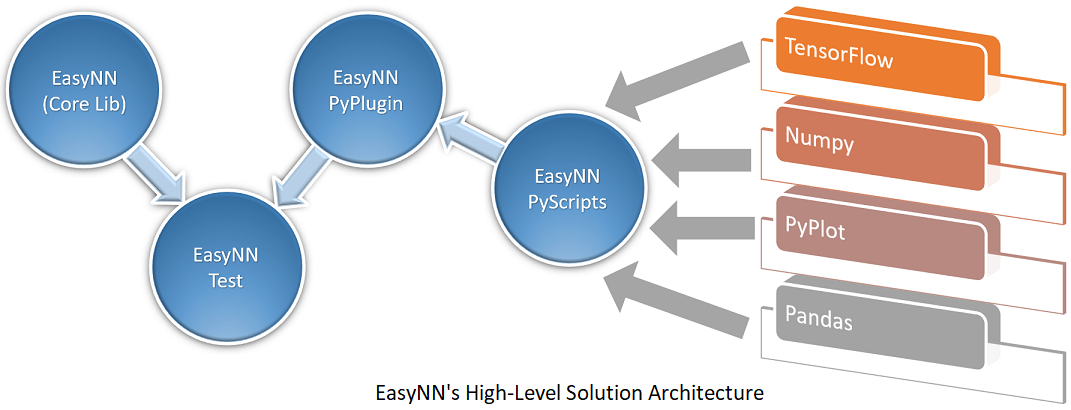 EasyNN
(Core Lib)
EasyNN
PyPlugin
EasyNN
Test
EasyNN
PyScripts
TensorFlow
Numpy
PyPlot
Pandas
EasyNN's High-Level Solution Architecture